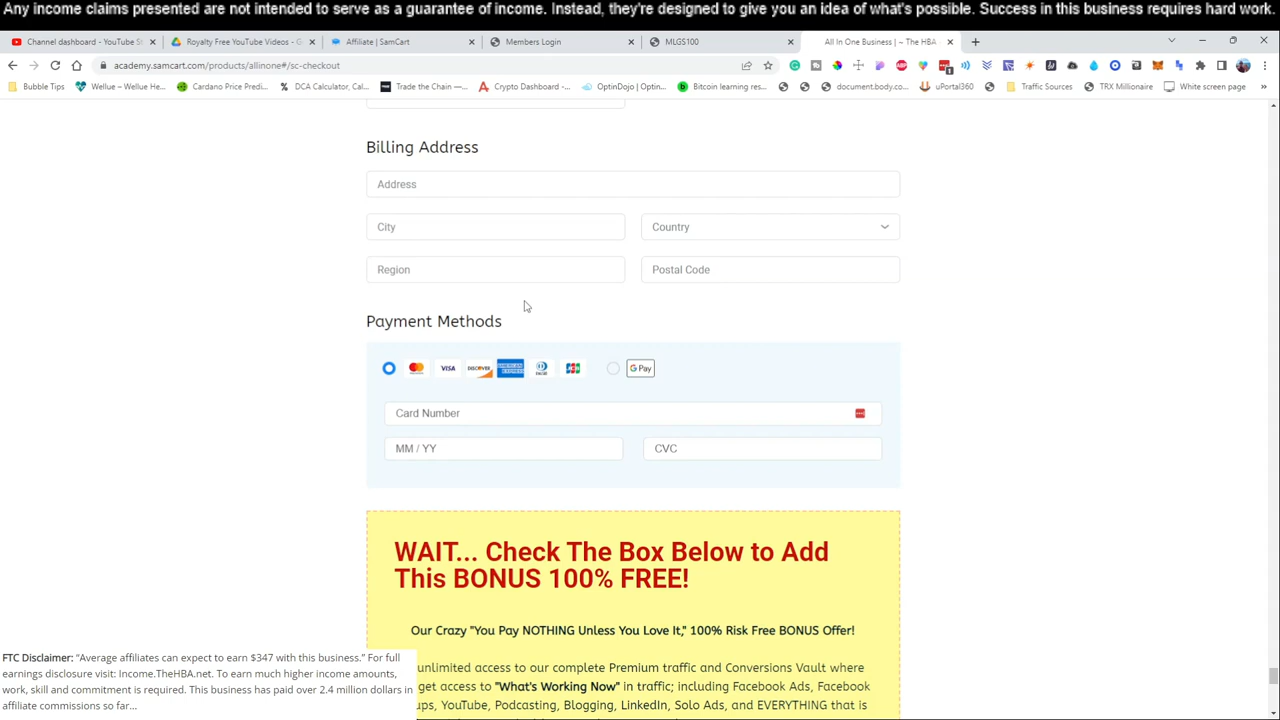 Any income claims presented are not intended to serve as a guarantee of income. Instead, they're designed to give you an idea of what's possible. Success in this business requires hard work.
Channel dashboard - YouTube St
Royalty Free YouTube Videos - G
Affiliate | SamCart
Members Login
MLGS100
All In One Business | ~ The HBA
academy.samcart.com/products/allinone#/sc-checkout
Bubble Tips
Wellue – Wellue He...
Cardano Price Predi...
DCA Calculator, Cal...
Trade the Chain —...
Crypto Dashboard -...
OptinDojo | Optin...
Bitcoin learning res...
document.body.co...
uPortal360
Traffic Sources
TRX Millionaire
White screen page
Billing Address
Address
City
Country
Region
Postal Code
Payment Methods
VISA
DISCOVER
AMERICAN EXPRESS
JCB
G Pay
Card Number
MM / YY
CVC
WAIT... Check The Box Below to Add
This BONUS 100% FREE!
Our Crazy "You Pay NOTHING Unless You Love It," 100% Risk Free BONUS Offer!
unlimited access to our complete Premium traffic and Conversions Vault where
get access to "What's Working Now" in traffic; including Facebook Ads, Facebook
ups, YouTube, Podcasting, Blogging, LinkedIn, Solo Ads, and EVERYTHING that is
FTC Disclaimer: "Average affiliates can expect to earn $347 with this business." For full
earnings disclosure visit: Income.TheHBA.net. To earn much higher income amounts,
work, skill and commitment is required. This business has paid over 2.4 million dollars in
affiliate commissions so far...